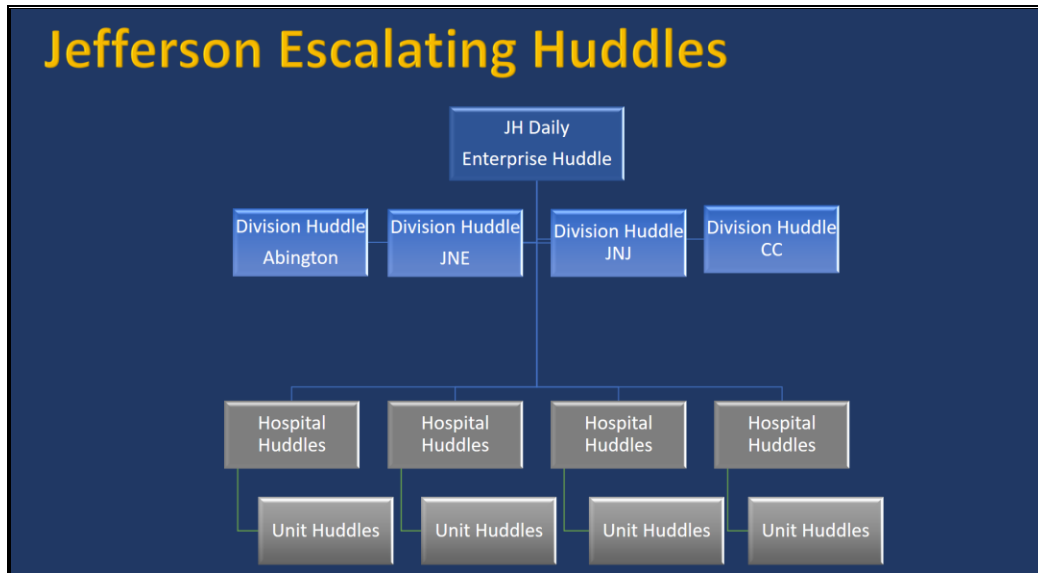 Jefferson Escalating Huddles
JH Daily
Enterprise Huddle
Division Huddle
Abington
Division Huddle
JNE
Division Huddle
JNJ
Division Huddle
CC
Hospital
Huddles
Hospital
Huddles
Hospital
Huddles
Hospital
Huddles
Unit Huddles
Unit Huddles
Unit Huddles
Unit Huddles